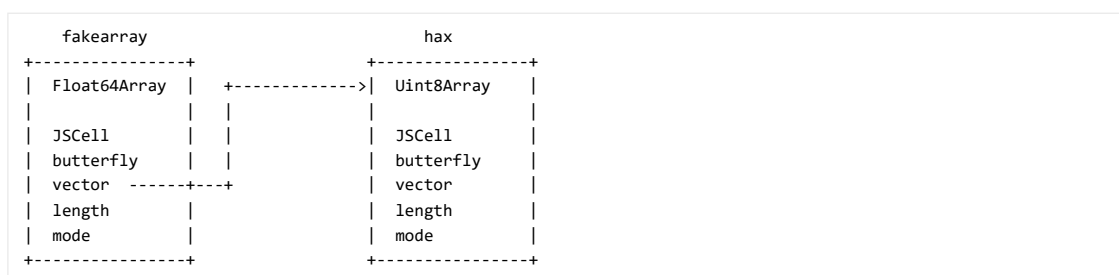 fakearray hax
+----------------+ +----------------+
| Float64Array | +------------->| Uint8Array |
| | | | |
| JSCell | | | JSCell |
| butterfly | | | butterfly |
| vector ------+---+ | vector |
| length | | length |
| mode | | mode |
+----------------+ +----------------+